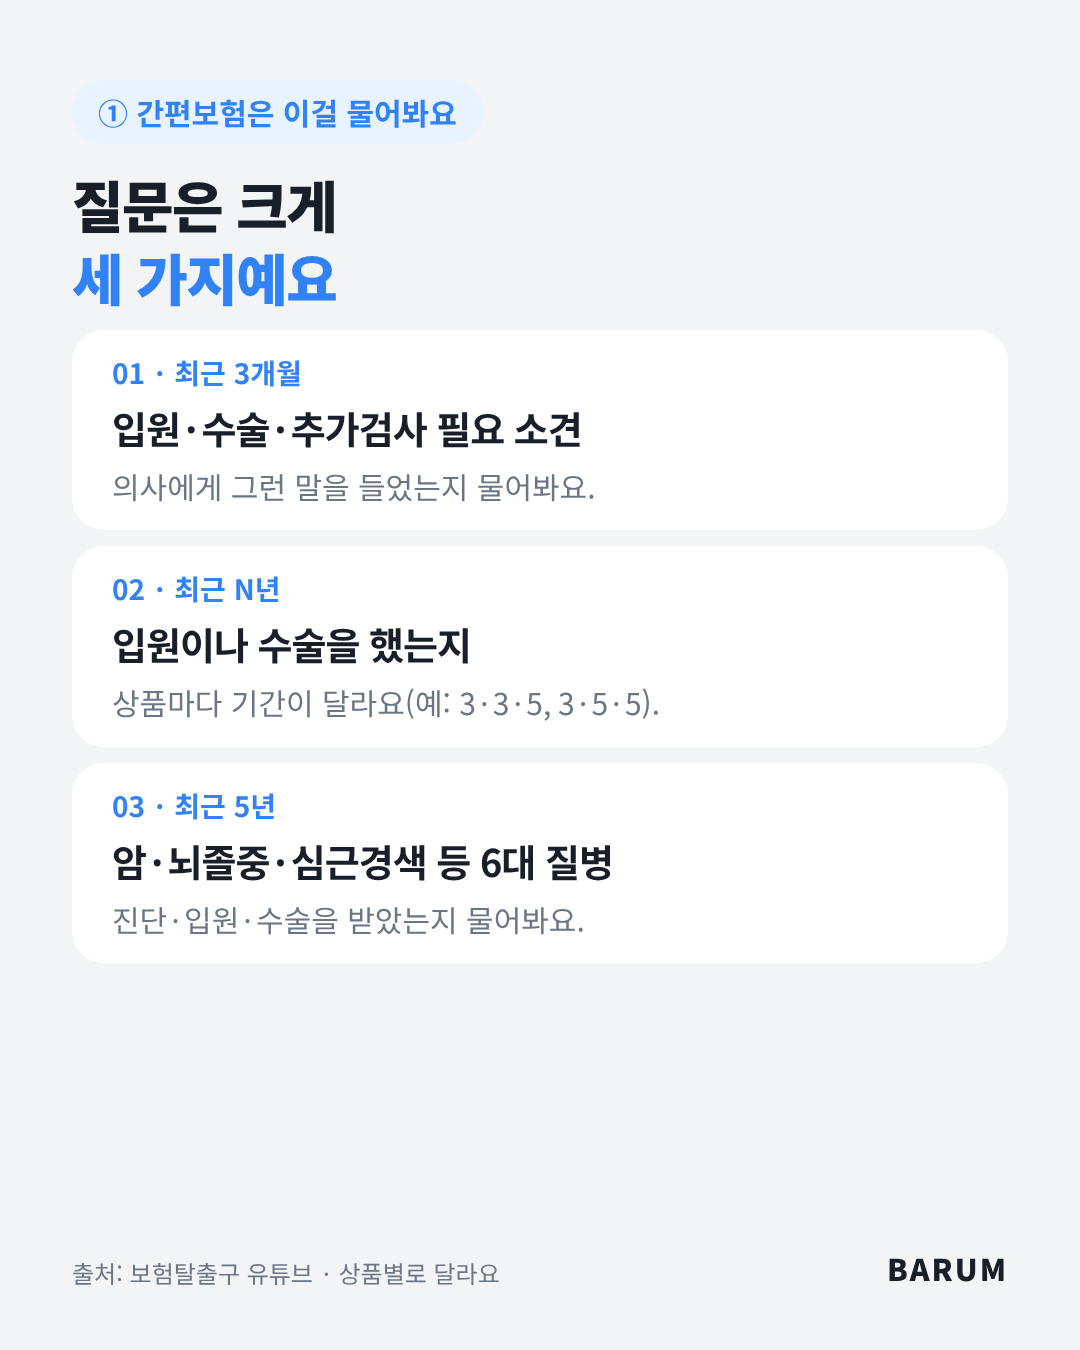 ① 간편보험은 이걸 물어봐요
질문은 크게
세 가지예요
01 · 최근 3개월
입원·수술·추가검사 필요 소견
의사에게 그런 말을 들었는지 물어봐요.
02 · 최근 N년
입원이나 수술을 했는지
상품마다 기간이 달라요(예: 3·3·5, 3·5·5).
03 · 최근 5년
암·뇌졸중·심근경색 등 6대 질병
진단·입원·수술을 받았는지 물어봐요.
출처: 보험탈출구 유튜브 · 상품별로 달라요
BARUM